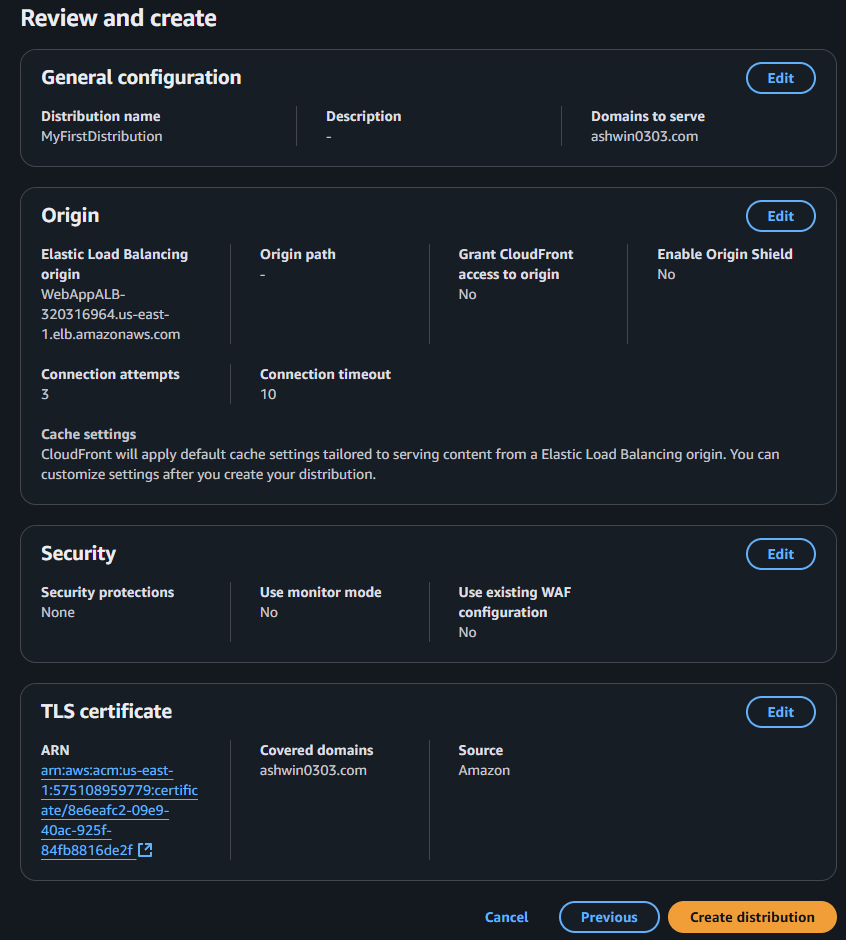 Review and create
General configuration
Edit
Distribution name
MyFirstDistribution
Description
-
Domains to serve
ashwin0303.com
Origin
Edit
Elastic Load Balancing
origin
WebAppALB-
320316964.us-east-
1.elb.amazonaws.com
Origin path
-
Grant CloudFront
access to origin
No
Enable Origin Shield
No
Connection attempts
3
Connection timeout
10
Cache settings
CloudFront will apply default cache settings tailored to serving content from a Elastic Load Balancing origin. You can
customize settings after you create your distribution.
Security
Edit
Security protections
None
Use monitor mode
No
Use existing WAF
configuration
No
TLS certificate
Edit
ARN
arn:aws:acm:us-east-
1:575108959779:certific
ate/8e6eafc2-09e9-
40ac-925f-
84fb8816de2f
Covered domains
ashwin0303.com
Source
Amazon
Cancel
Previous
Create distribution